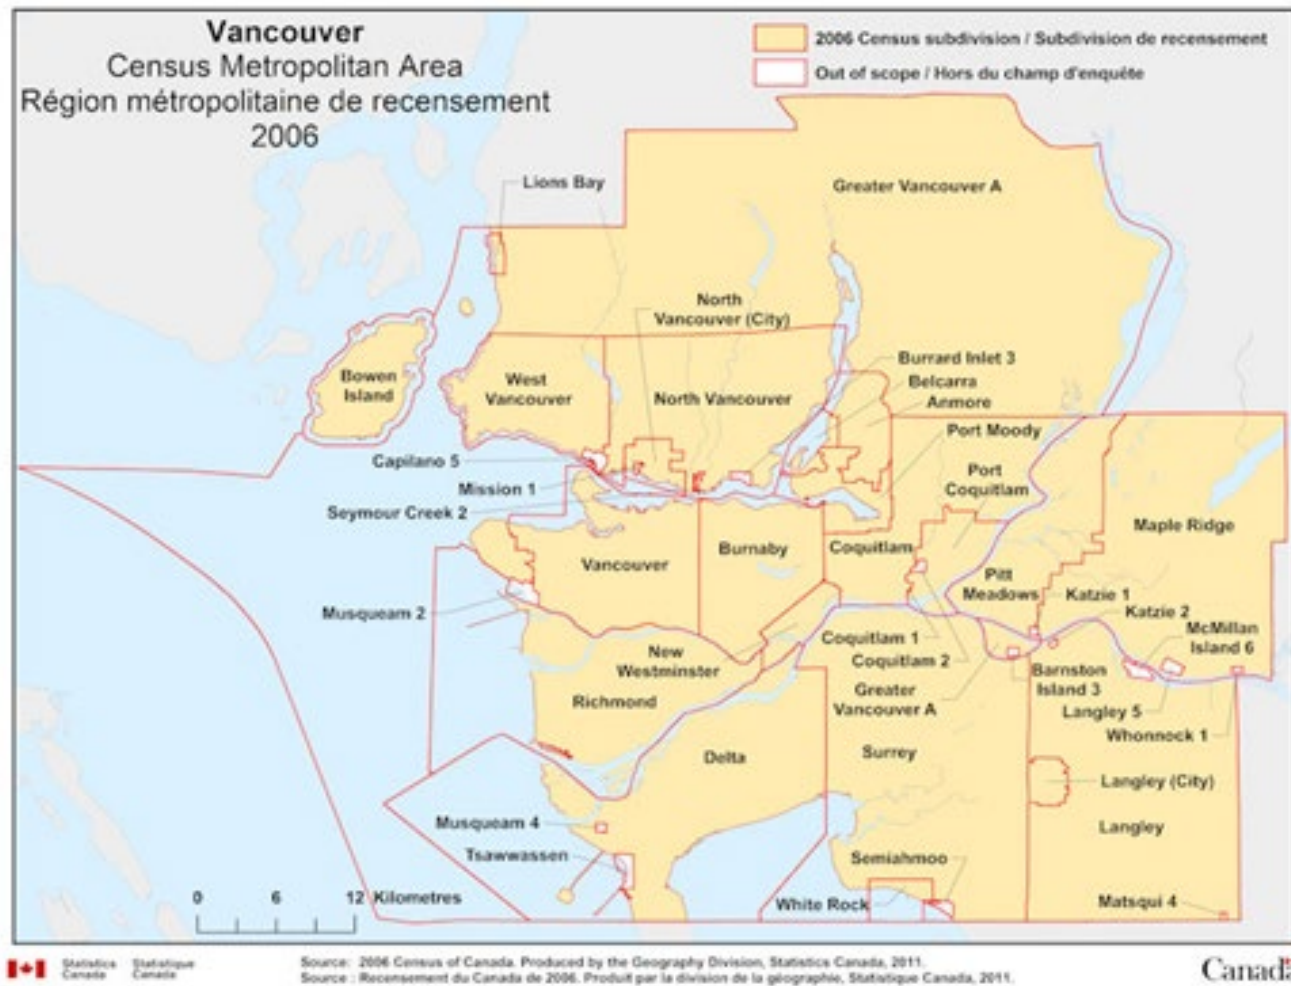 Vancouver
Census Metropolitan Area
Région métropolitaine de recensement
2006
2006 Census subdivision / Subdivision de recensement
Out of scope / Hors du champ d'enquête
Lions Bay
Greater Vancouver A
North
Vancouver (City)
Burrard Inlet 3
Belcarra
Anmore
Bowen
Island
West
Vancouver
North Vancouver
Port Moody
Capilano 5
Mission 1
Seymour Creek 2
Port
Coquitlam
Maple Ridge
Vancouver
Burnaby
Coquitlam
Pitt
Meadows
Katzie 1
Katzie 2
Musqueam 2
McMillan
Island 6
Coquitlam 1
Coquitlam 2
New
Westminster
Richmond
Greater
Vancouver A
Barnston
Island 3
Langley 5
Whonnock 1
Delta
Surrey
Langley (City)
Langley
Musqueam 4
Tsawwassen
Semiahmoo
White Rock
Matsqui 4
0 6 12 Kilometres
Statistics Statistique
Canada Canada
Source: 2006 Census of Canada. Produced by the Geography Division, Statistics Canada, 2011.
Source : Recensement du Canada de 2006. Produit par la division de la géographie, Statistique Canada, 2011.
Canada